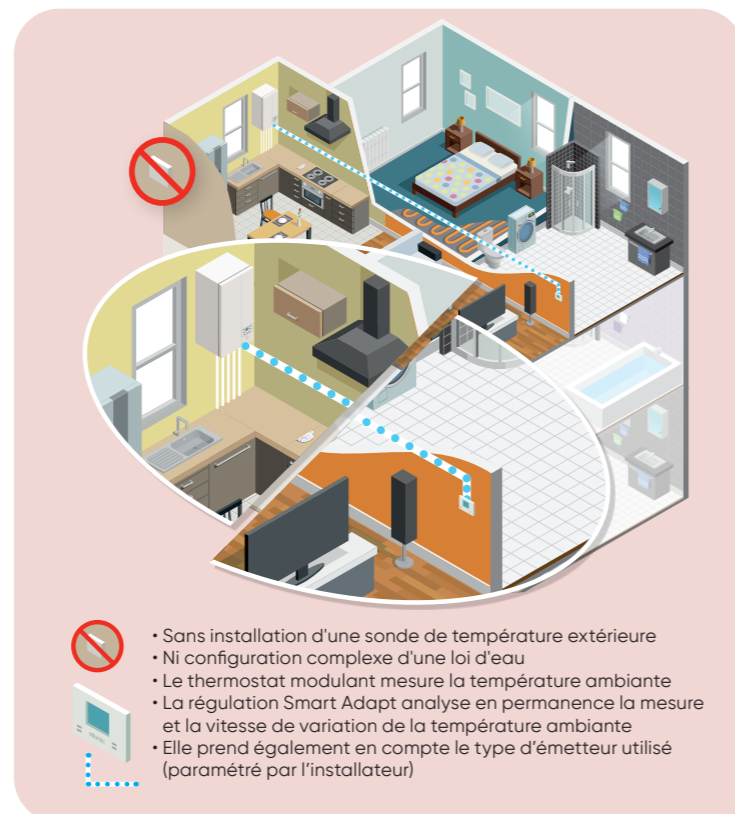 • Sans installation d'une sonde de température extérieure
• Ni configuration complexe d'une loi d'eau
• Le thermostat modulant mesure la température ambiante
• La régulation Smart Adapt analyse en permanence la mesure
et la vitesse de variation de la température ambiante
• Elle prend également en compte le type d’émetteur utilisé
(paramétré par l’installateur)